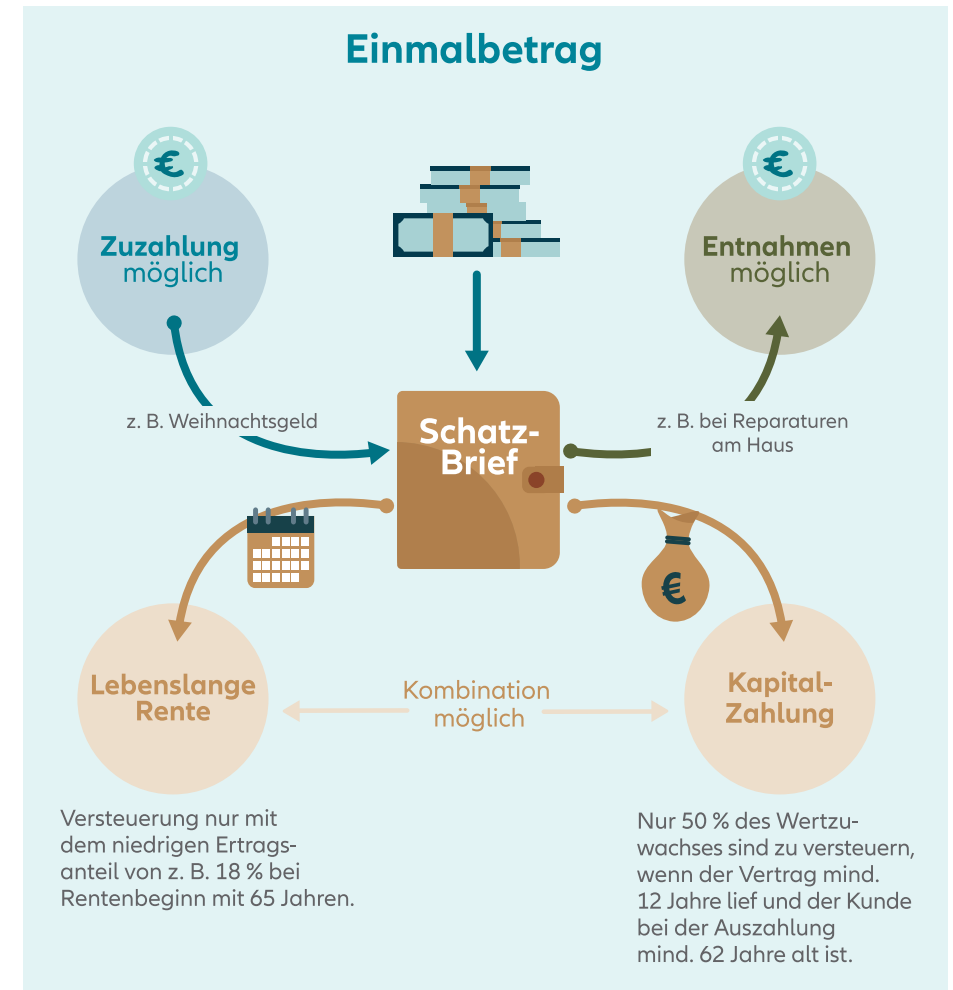 Einmalbetrag
€
€
Zuzahlung
möglich
Entnahmen
möglich
z. B. Weihnachtsgeld
z. B. bei Reparaturen
am Haus
Schatz-
Brief
€
Lebenslange
Rente
Kombination
möglich
Kapital-
Zahlung
Versteuerung nur mit
dem niedrigen Ertrags-
anteil von z. B. 18 % bei
Rentenbeginn mit 65 Jahren.
Nur 50 % des Wertzu-
wachses sind zu versteuern,
wenn der Vertrag mind.
12 Jahre lief und der Kunde
bei der Auszahlung
mind. 62 Jahre alt ist.